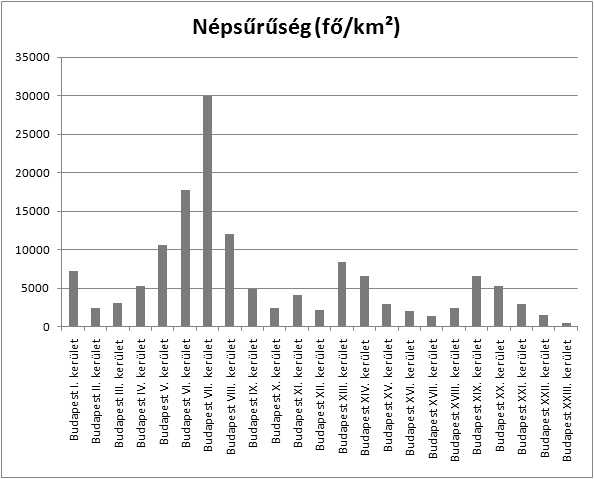 Népsűrűség (fő/km²)
35000
30000
25000
20000
15000
10000
5000
0
Budapest I. kerület
Budapest II. kerület
Budapest III. kerület
Budapest IV. kerület
Budapest V. kerület
Budapest VI. kerület
Budapest VII. kerület
Budapest VIII. kerület
Budapest IX. kerület
Budapest X. kerület
Budapest XI. kerület
Budapest XII. kerület
Budapest XIII. kerület
Budapest XIV. kerület
Budapest XV. kerület
Budapest XVI. kerület
Budapest XVII. kerület
Budapest XVIII. kerület
Budapest XIX. kerület
Budapest XX. kerület
Budapest XXI. kerület
Budapest XXII. kerület
Budapest XXIII. kerület